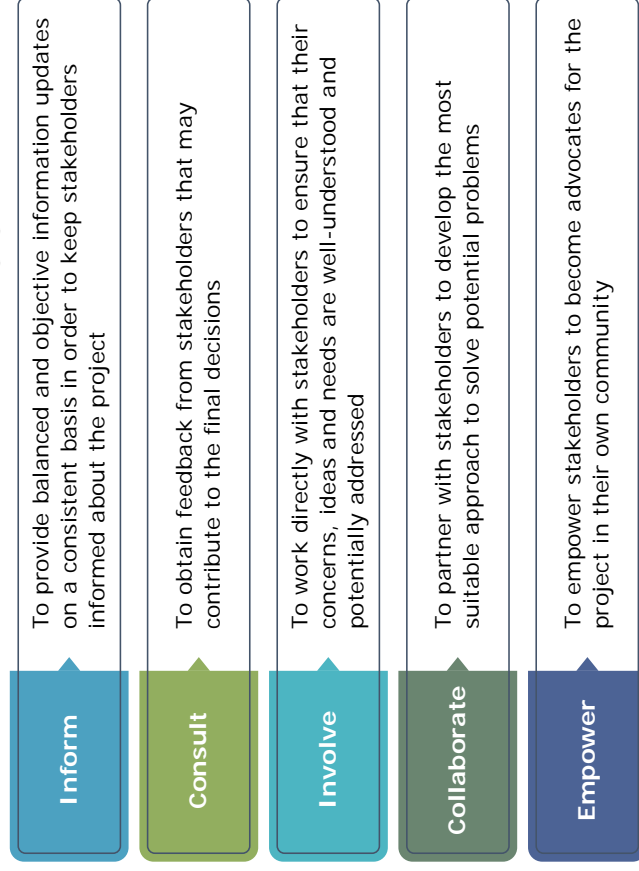 Inform
To provide balanced and objective information updates
on a consistent basis in order to keep stakeholders
informed about the project
Consult
To obtain feedback from stakeholders that may
contribute to the final decisions
Involve
To work directly with stakeholders to ensure that their
concerns, ideas and needs are well-understood and
potentially addressed
Collaborate
To partner with stakeholders to develop the most
suitable approach to solve potential problems
Empower
To empower stakeholders to become advocates for the
project in their own community